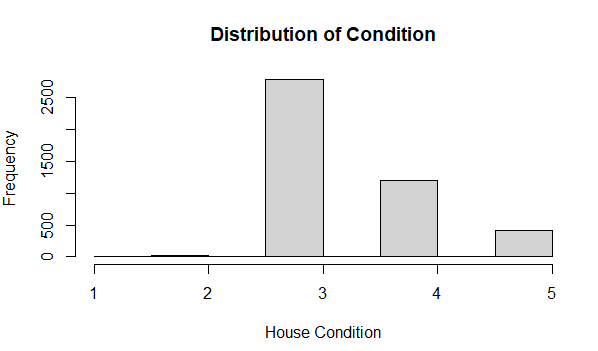 Distribution of Condition
Frequency
2500
1500
500
0
1 2 3 4 5
House Condition